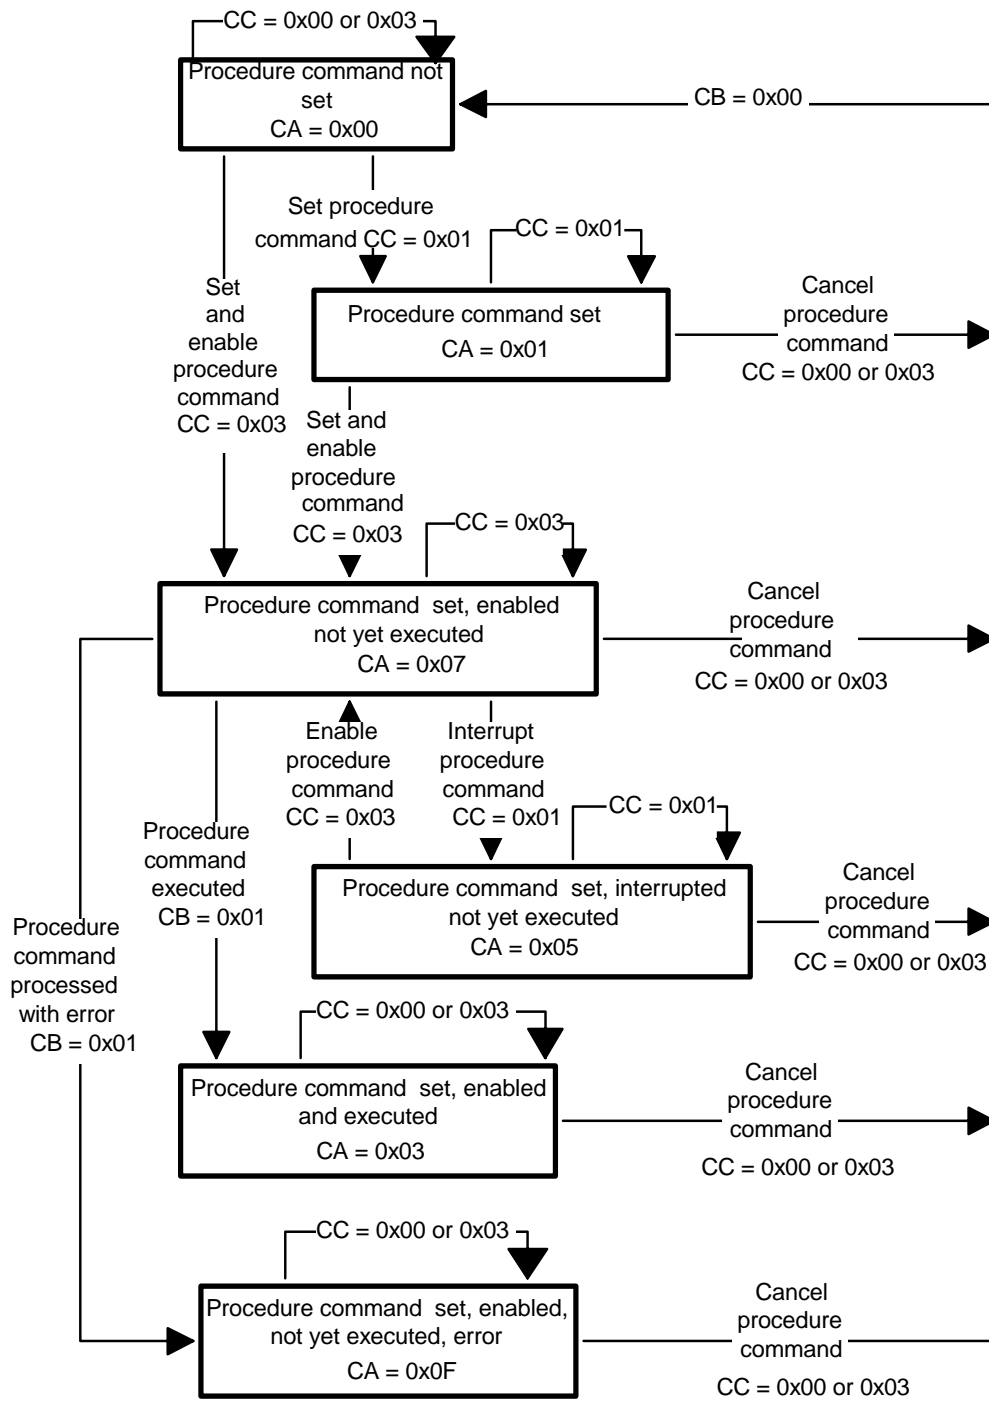 CC = 0x00 or 0x03
Procedure command not
set
CA = 0x00
CB = 0x00
Set procedure
command CC = 0x01
CC = 0x01
Set
and
enable
procedure
command
CC = 0x03
Procedure command set
CA = 0x01
Cancel
procedure
command
CC = 0x00 or 0x03
Set and
enable
procedure
command
CC = 0x03
CC = 0x03
Procedure command set, enabled
not yet executed
CA = 0x07
Cancel
procedure
command
CC = 0x00 or 0x03
Enable
procedure
command
CC = 0x03
Interrupt
procedure
command
CC = 0x01
CC = 0x01
Procedure
command
executed
CB = 0x01
Procedure command set, interrupted
not yet executed
CA = 0x05
Cancel
procedure
command
CC = 0x00 or 0x03
Procedure
command
processed
with error
CB = 0x01
CC = 0x00 or 0x03
Procedure command set, enabled
and executed
CA = 0x03
Cancel
procedure
command
CC = 0x00 or 0x03
CC = 0x00 or 0x03
Procedure command set, enabled,
not yet executed, error
CA = 0x0F
Cancel
procedure
command
CC = 0x00 or 0x03